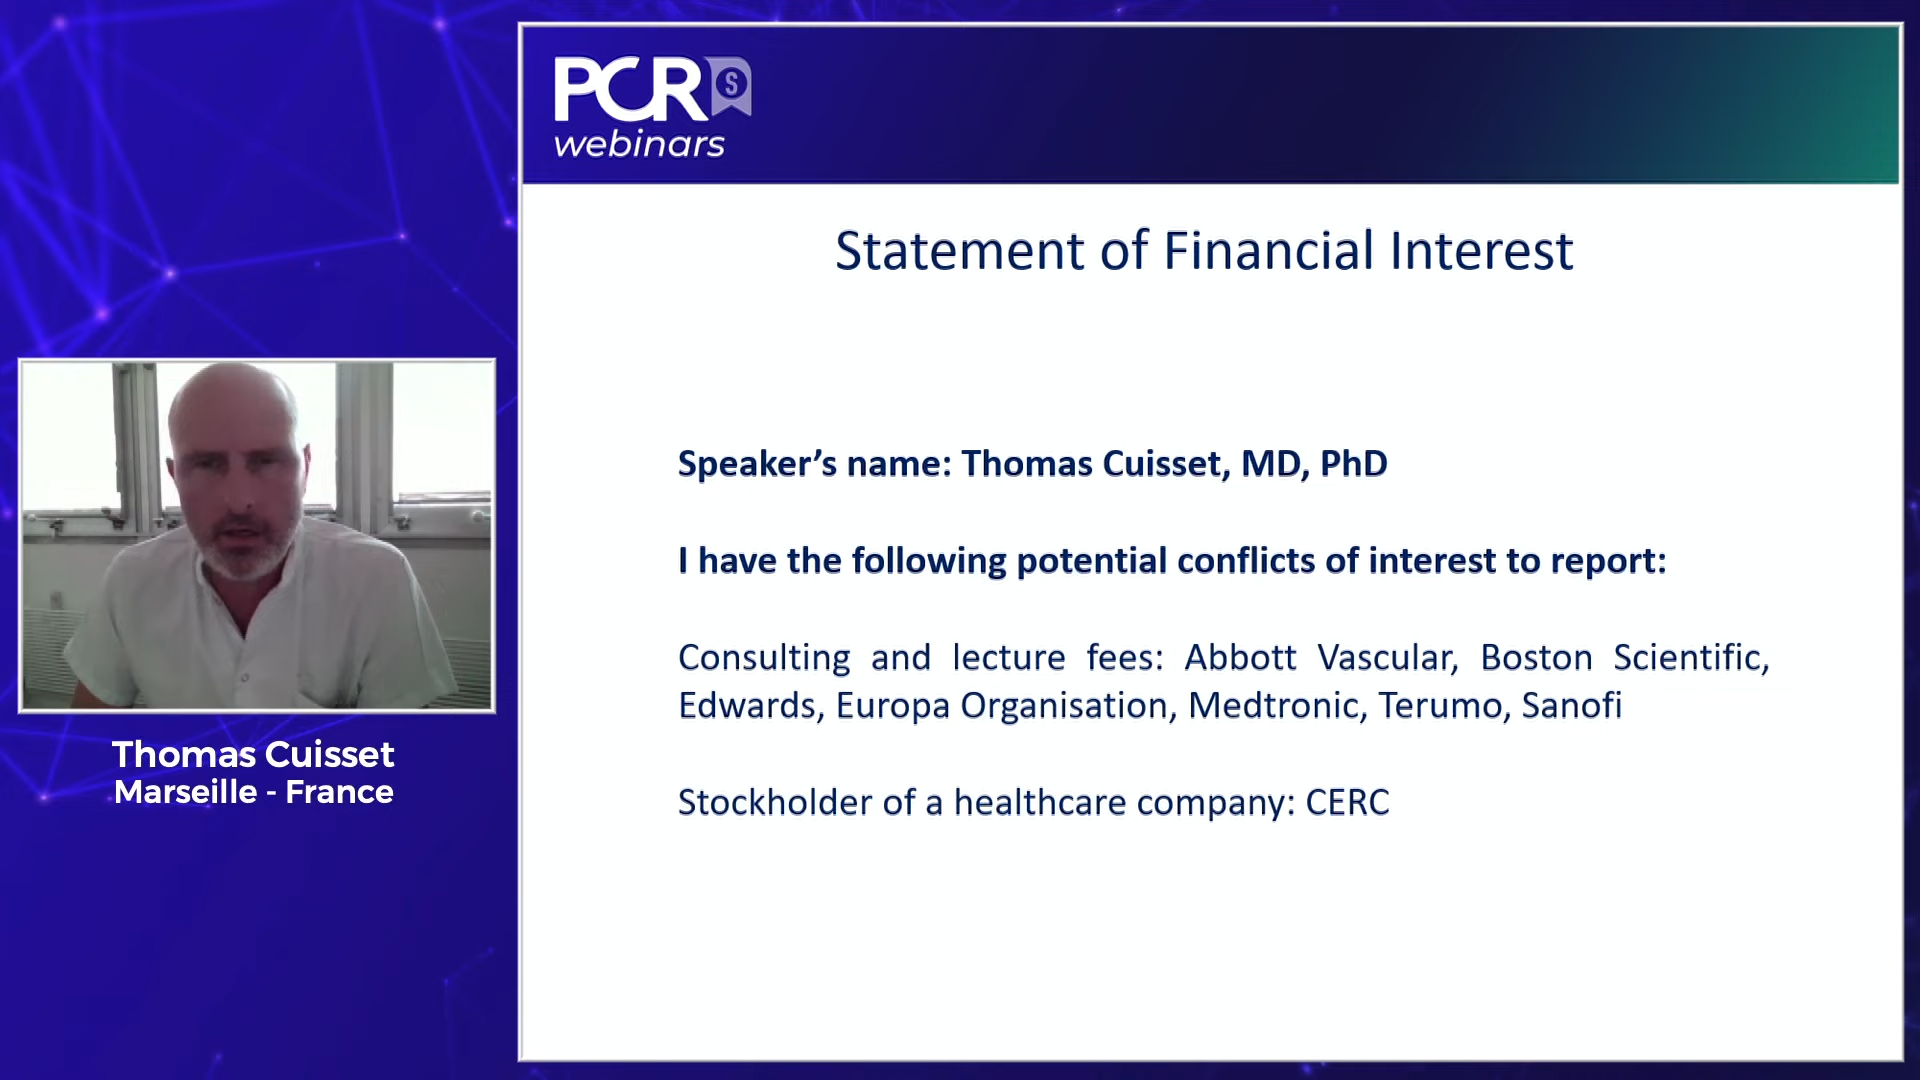 PCR S
webinars
Statement of Financial Interest
Speaker’s name: Thomas Cuisset, MD, PhD
I have the following potential conflicts of interest to report:
Consulting and lecture fees: Abbott Vascular, Boston Scientific,
Edwards, Europa Organisation, Medtronic, Terumo, Sanofi
Stockholder of a healthcare company: CERC
Thomas Cuisset
Marseille - France